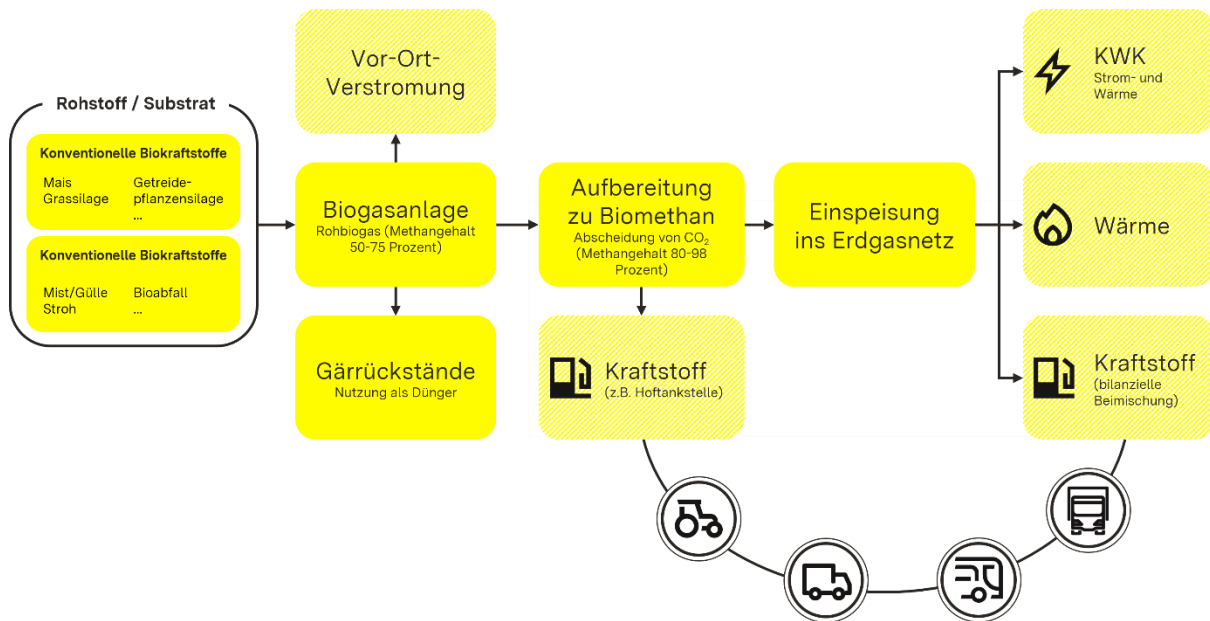 Rohstoff / Substrat
Konventionelle Biokraftstoffe
Mais
Grassilage
Getreide-
pflanzensilage
...
Konventionelle Biokraftstoffe
Mist/Gülle
Stroh
Bioabfall
...
Vor-Ort-
Verstromung
Biogasanlage
Rohbiogas (Methangehalt
50-75 Prozent)
Gärrückstände
Nutzung als Dünger
Aufbereitung
zu Biomethan
Abscheidung von CO₂
(Methangehalt 80-98
Prozent)
Kraftstoff
(z.B. Hoftankstelle)
Einspeisung
ins Erdgasnetz
KWK
Strom- und
Wärme
Wärme
Kraftstoff
(bilanzielle
Beimischung)